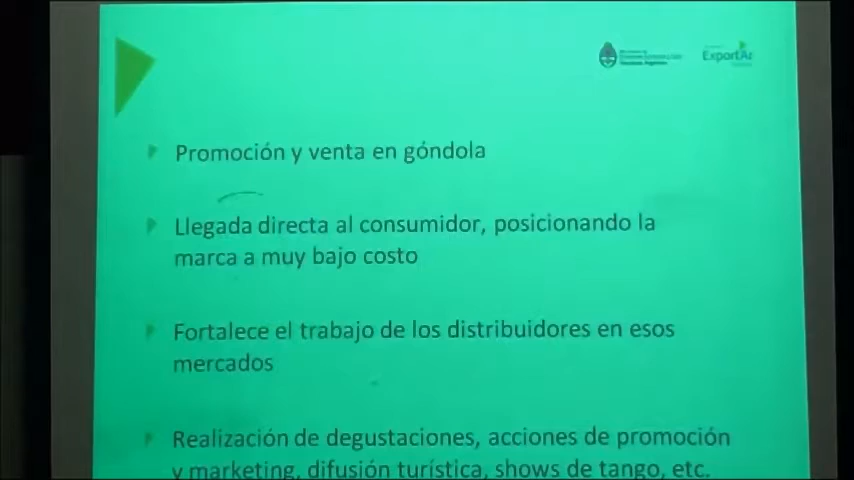 ExportAr
Promoción y venta en góndola
Llegada directa al consumidor, posicionando la
marca a muy bajo costo
Fortalece el trabajo de los distribuidores en esos
mercados
Realización de degustaciones, acciones de promoción
y marketing, difusión turística, shows de tango, etc.